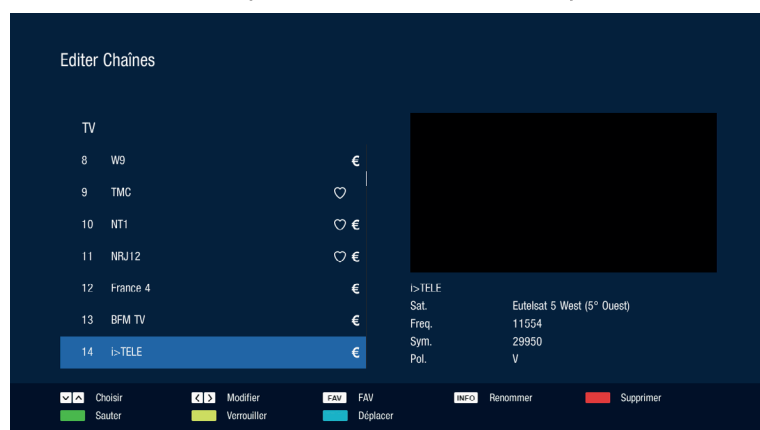 Editer Chaînes
TV
8 W9 €
9 TMC
10 NT1 €
11 NRJ12 €
12 France 4 €
13 BFM TV €
14 i>TELE €
i>TELE
Sat. Eutelsat 5 West (5° Ouest)
Freq. 11554
Sym. 29950
Pol. V
Choisir Modifier FAV FAV INFO Renommer Supprimer
Sauter Verrouiller Déplacer